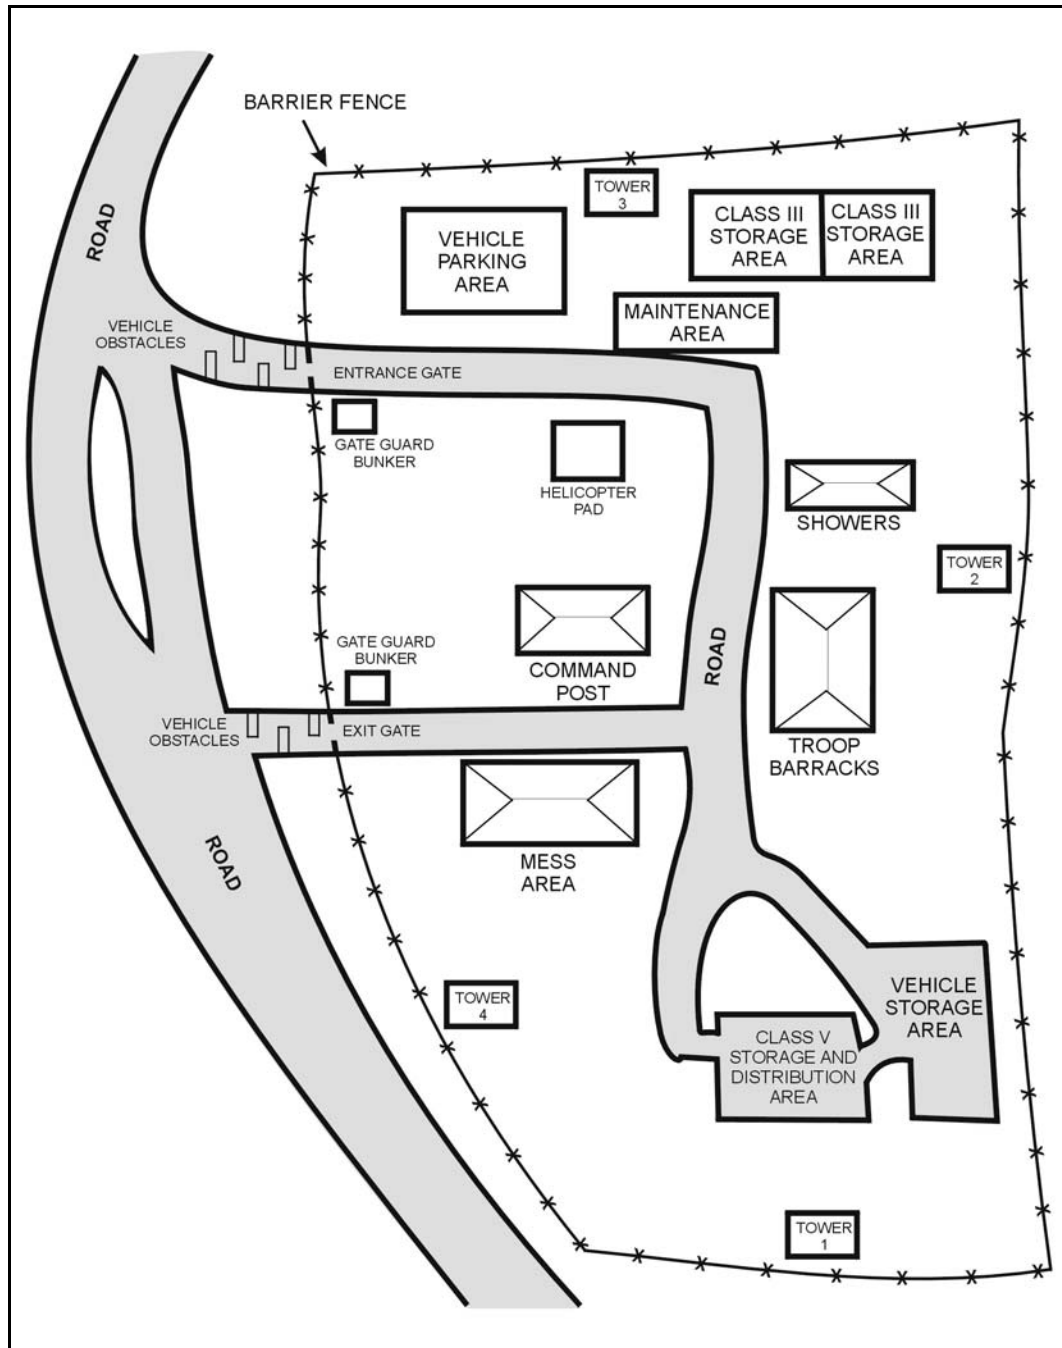 BARRIER FENCE
ROAD
TOWER
3
VEHICLE
PARKING
AREA
CLASS III
STORAGE
AREA
CLASS III
STORAGE
AREA
MAINTENANCE
AREA
VEHICLE
OBSTACLES
ENTRANCE GATE
GATE GUARD
BUNKER
HELICOPTER
PAD
SHOWERS
TOWER
2
GATE GUARD
BUNKER
COMMAND
POST
ROAD
TROOP
BARRACKS
VEHICLE
OBSTACLES
EXIT GATE
ROAD
MESS
AREA
TOWER
4
VEHICLE
STORAGE
AREA
CLASS V
STORAGE AND
DISTRIBUTION
AREA
TOWER
1